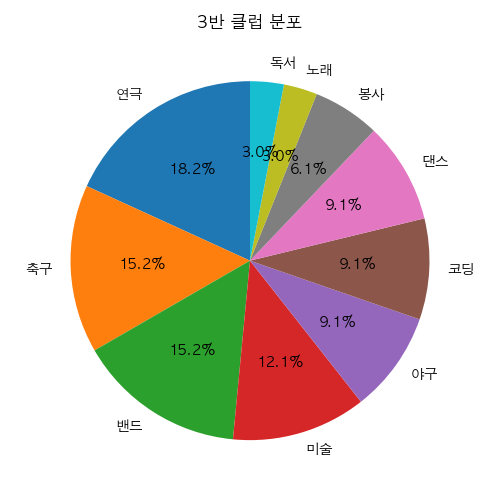 3반 클럽 분포
연극
18.2%
축구
15.2%
밴드
15.2%
미술
12.1%
야구
9.1%
코딩
9.1%
댄스
9.1%
봉사
6.1%
노래
3.0%
독서
3.0%